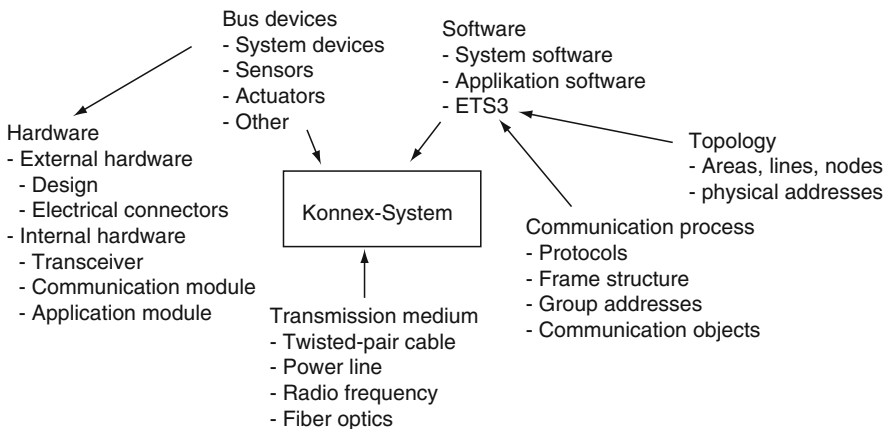 Bus devices
- System devices
- Sensors
- Actuators
- Other
Software
- System software
- Applikation software
- ETS3
Hardware
- External hardware
- Design
- Electrical connectors
- Internal hardware
- Transceiver
- Communication module
- Application module
Topology
- Areas, lines, nodes
- physical addresses
Konnex-System
Communication process
- Protocols
- Frame structure
- Group addresses
- Communication objects
Transmission medium
- Twisted-pair cable
- Power line
- Radio frequency
- Fiber optics